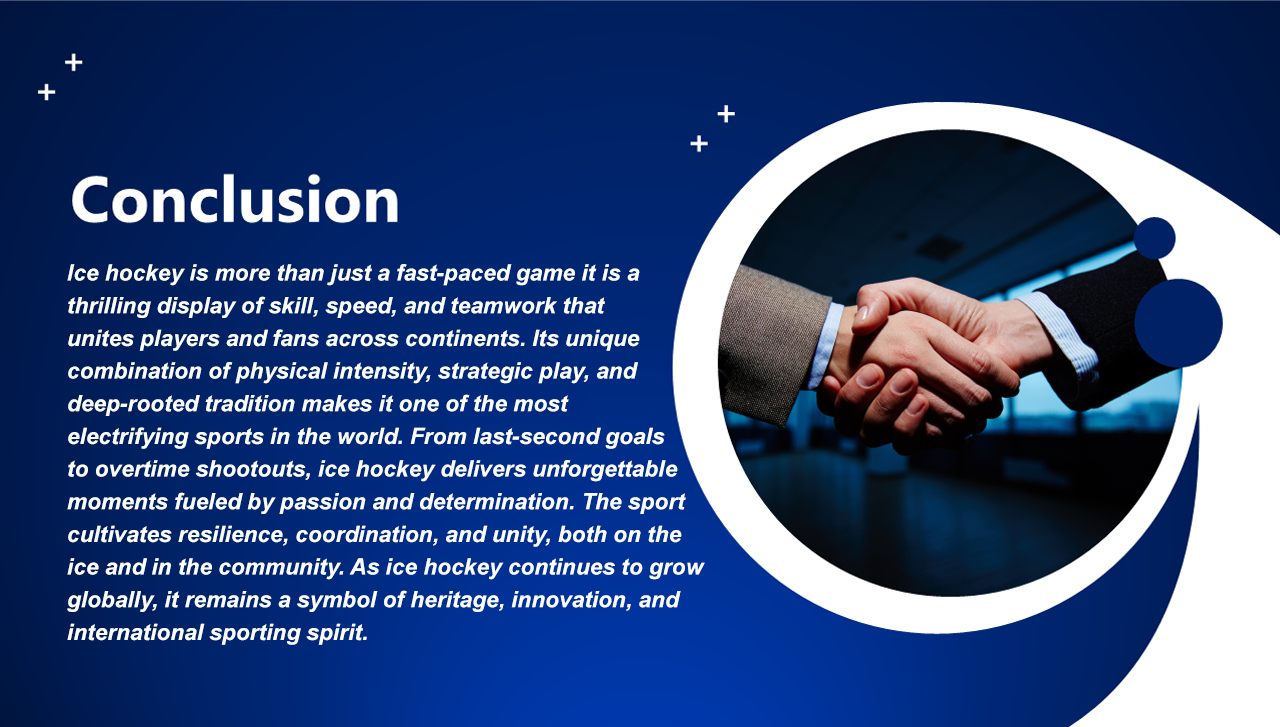 Conclusion
Ice hockey is more than just a fast-paced game it is a
thrilling display of skill, speed, and teamwork that
unites players and fans across continents. Its unique
combination of physical intensity, strategic play, and
deep-rooted tradition makes it one of the most
electrifying sports in the world. From last-second goals
to overtime shootouts, ice hockey delivers unforgettable
moments fueled by passion and determination. The sport
cultivates resilience, coordination, and unity, both on the
ice and in the community. As ice hockey continues to grow
globally, it remains a symbol of heritage, innovation, and
international sporting spirit.